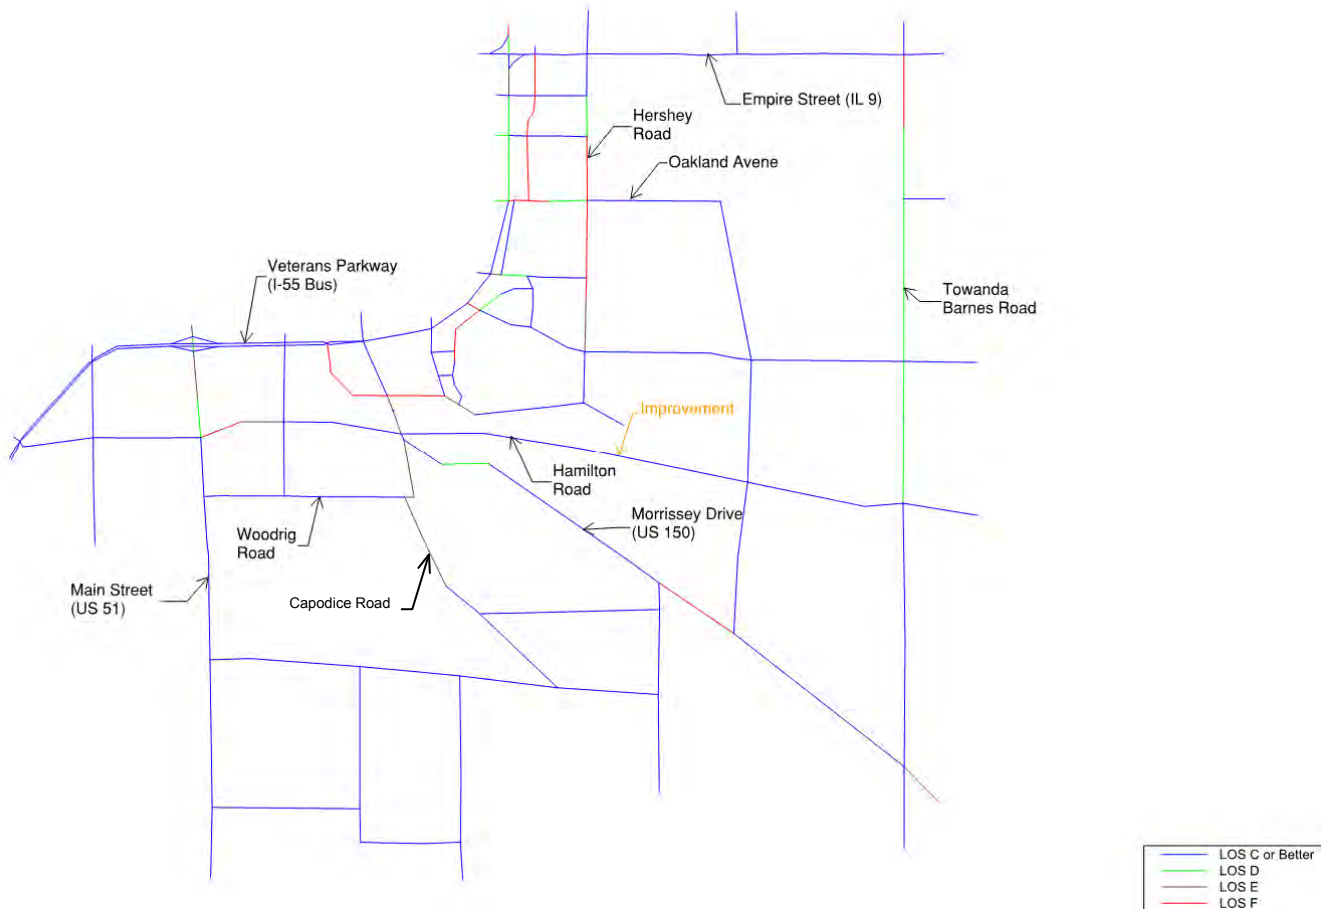 Empire Street (IL 9)
Hershey
Road
Oakland Avene
Veterans Parkway
(I-55 Bus)
Towanda
Barnes Road
Improvement
Hamilton
Road
Morrissey Drive
(US 150)
Woodrig
Road
Main Street
(US 51)
Capodice Road
LOS C or Better
LOS D
LOS E
LOS F